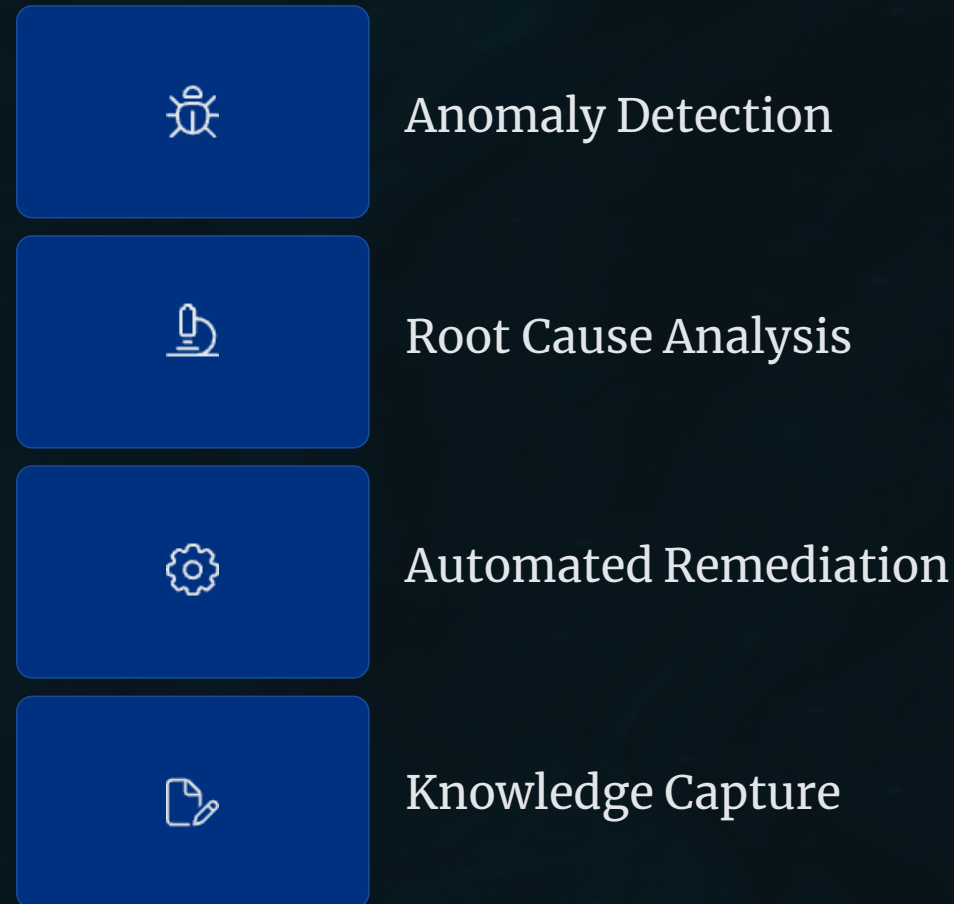 Anomaly Detection
Root Cause Analysis
Automated Remediation
Knowledge Capture